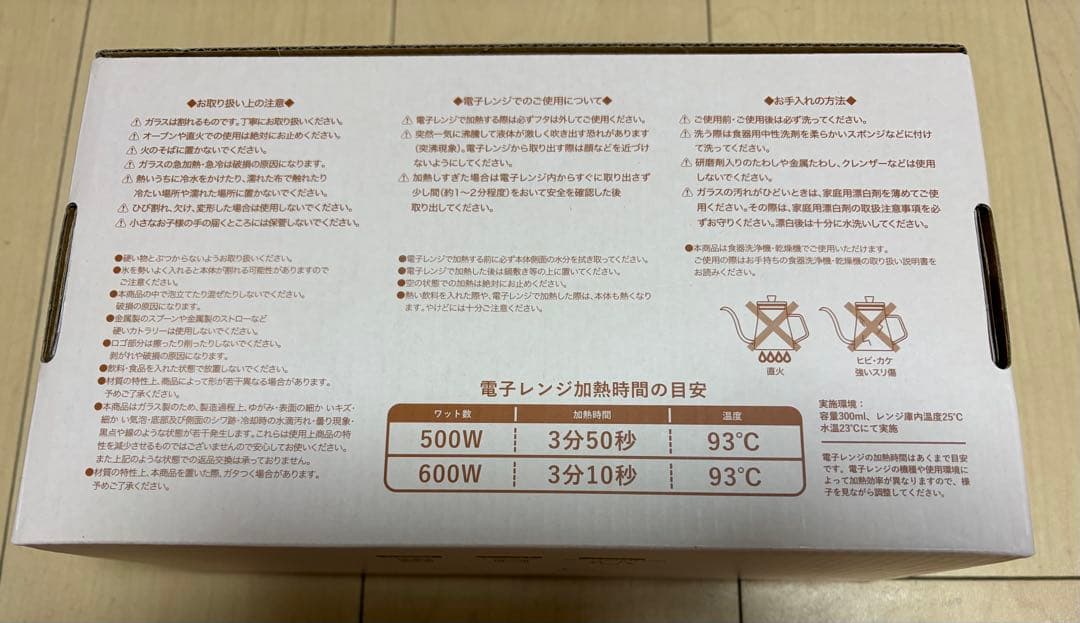 ◆お取り扱い上の注意◆
ガラスは割れるものです。丁寧にお取り扱いください。
オーブンや直火での使用は絶対にお止めください。
火のそばに置かないでください。
ガラスの急加熱・急冷は破損の原因になります。
熱いうちに冷水をかけたり、濡れた布で触れたり
冷たい場所や濡れた場所に置かないでください。
ひび割れ、欠け、変形した場合は使用しないでください。
小さなお子様の手の届くところには保管しないでください。
●硬い物とぶつからないようお取り扱いください。
●氷を勢いよく入れると本体が割れる可能性がありますので
ご注意ください。
●本商品の中で泡立てたり混ぜたりしないでください。
破損の原因になります。
●金属製のスプーンや金属製のストローなど
硬いカトラリーは使用しないでください。
●ロゴ部分は擦ったり削ったりしないでください。
剥がれや破損の原因になります。
●飲料・食品を入れた状態で放置しないでください。
●材質の特性上、商品によって形が若干異なる場合があります。
予めご了承ください。
●本商品はガラス製のため、製造過程上、ゆがみ・表面の細か いキズ・
細か い気泡・底部及び側面のシワ跡・冷却時の水滴汚れ・曇り現象・
黒点や銀のような状態が若干発生します。これらは使用上商品の特
性を減少させるものではございませんので安心してお使いください。
また上記のような状態での返品交換は承っておりません。
●材質の特性上、本商品を置いた際、ガタつく場合があります。
予めご了承ください。
◆電子レンジでのご使用について◆
電子レンジで加熱する際は必ずフタは外してご使用ください。
突然一気に沸騰して液体が激しく吹き出す恐れがあります
(突沸現象)。電子レンジから取り出す際は顔などを近づけ
ないようにしてください。
加熱しすぎた場合は電子レンジ内からすぐに取り出さず
少し間(約1〜2分程度)をおいて安全を確認した後
取り出してください。
●電子レンジで加熱する前に必ず本体側面の水分を拭き取ってください。
●電子レンジで加熱した後は鍋敷き等の上に置いてください。
●空の状態での加熱は絶対にお止めください。
●熱い飲料を入れた際や、電子レンジで加熱した際は、本体も熱くなり
ます。やけどには十分ご注意ください。
◆お手入れの方法◆
ご使用前・ご使用後は必ず洗ってください。
洗う際は食器用中性洗剤を柔らかいスポンジなどに付け
て洗ってください。
研磨剤入りのたわしや金属たわし、クレンザーなどは使用
しないでください。
ガラスの汚れがひどいときは、家庭用漂白剤を薄めてご使
用ください。その際は、家庭用漂白剤の取扱注意事項を必
ずお守りください。漂白後は十分に水洗いしてください。
●本商品は食器洗浄機・乾燥機でご使用いただけます。
ご使用の際はお手持ちの食器洗浄機・乾燥機の取り扱い説明書を
お読みください。
直火
ヒビ・カケ
強いスリ傷
電子レンジ加熱時間の目安
ワット数 加熱時間 温度
500W 3分50秒 93℃
600W 3分10秒 93℃
実施環境:
容量300ml、レンジ庫内温度25℃
水温23℃にて実施
電子レンジの加熱時間はあくまで目安
です。電子レンジの機種や使用環境に
よって加熱効率が異なりますので、様
子を見ながら調整してください。